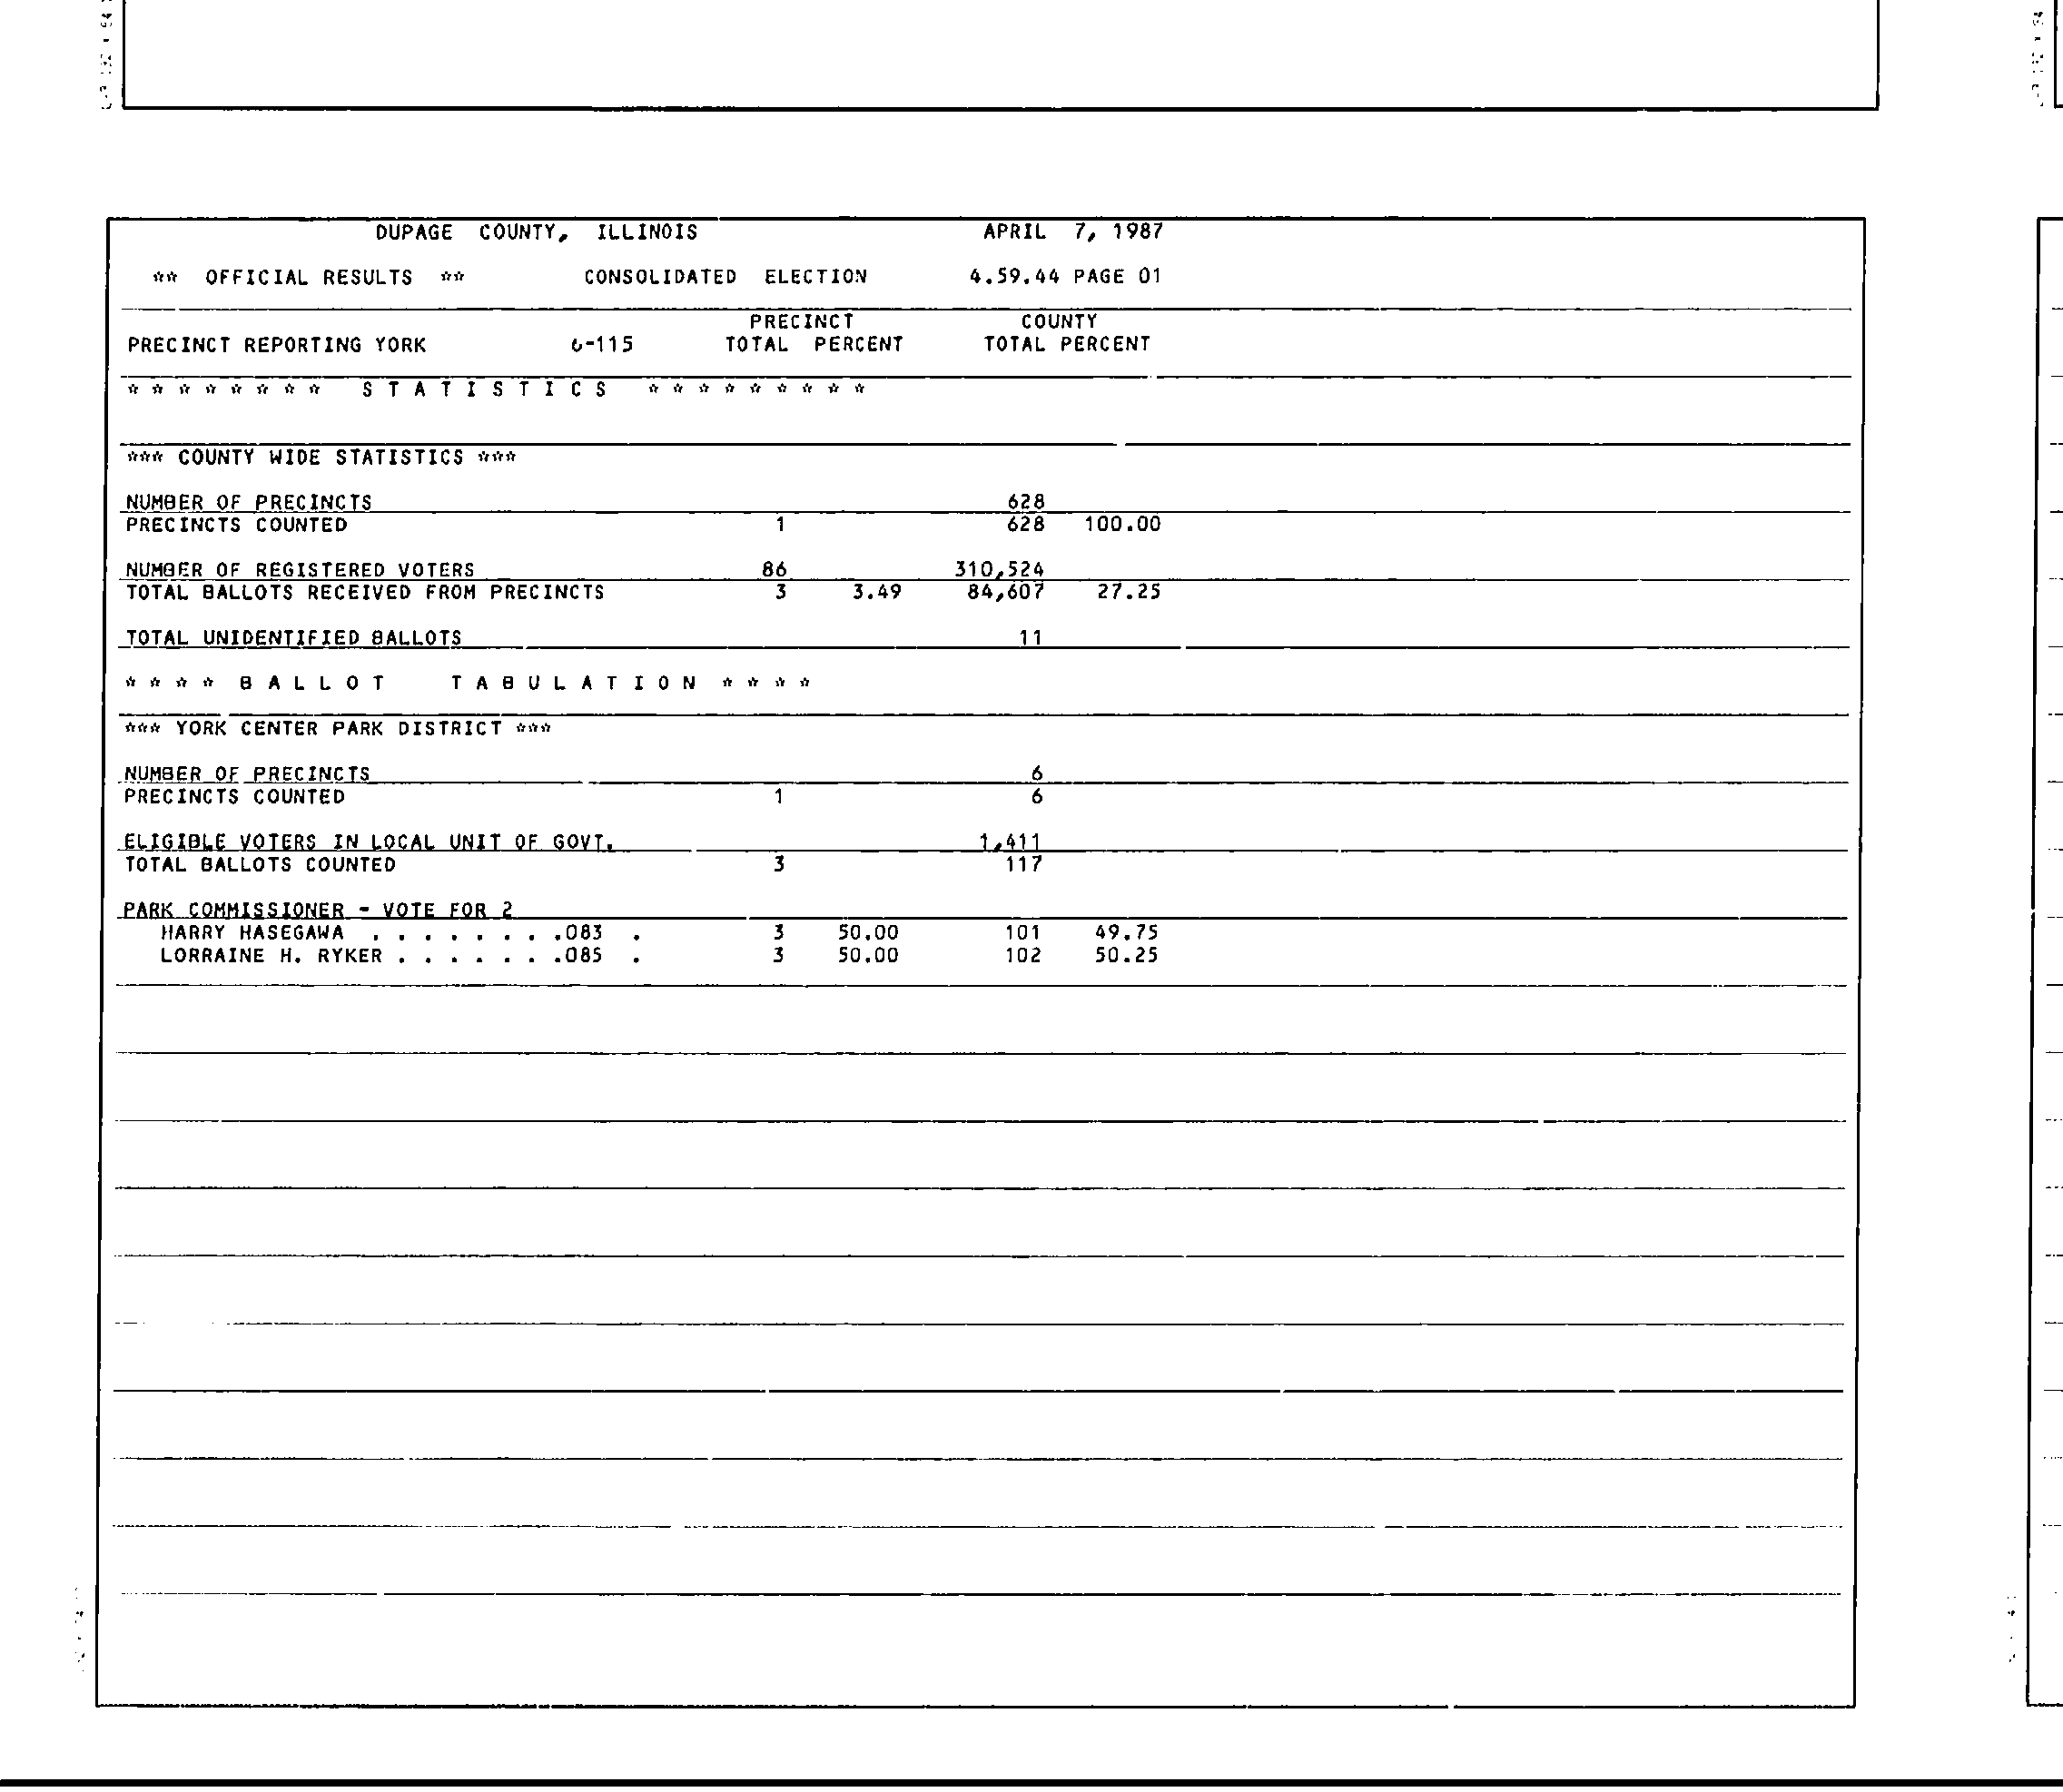 DUPAGE COUNTY, ILLINOIS APRIL 7, 1987
** OFFICIAL RESULTS ** CONSOLIDATED ELECTION 4.59.44 PAGE 01
PRECINCT COUNTY
PRECINCT REPORTING YORK 6-115 TOTAL PERCENT TOTAL PERCENT
* * * * * * * * S T A T I S T I C S * * * * * * * * *
*** COUNTY WIDE STATISTICS ***
NUMBER OF PRECINCTS 628
PRECINCTS COUNTED 1 628 100.00
NUMBER OF REGISTERED VOTERS 86 310,524
TOTAL BALLOTS RECEIVED FROM PRECINCTS 3 3.49 84,607 27.25
TOTAL UNIDENTIFIED BALLOTS 11
* * * * B A L L O T T A B U L A T I O N * * * *
*** YORK CENTER PARK DISTRICT ***
NUMBER OF PRECINCTS 6
PRECINCTS COUNTED 1 6
ELIGIBLE VOTERS IN LOCAL UNIT OF GOVT. 1,411
TOTAL BALLOTS COUNTED 3 117
PARK COMMISSIONER - VOTE FOR 2
HARRY HASEGAWA . . . . . . . .083 . 3 50.00 101 49.75
LORRAINE H. RYKER . . . . . . .085 . 3 50.00 102 50.25